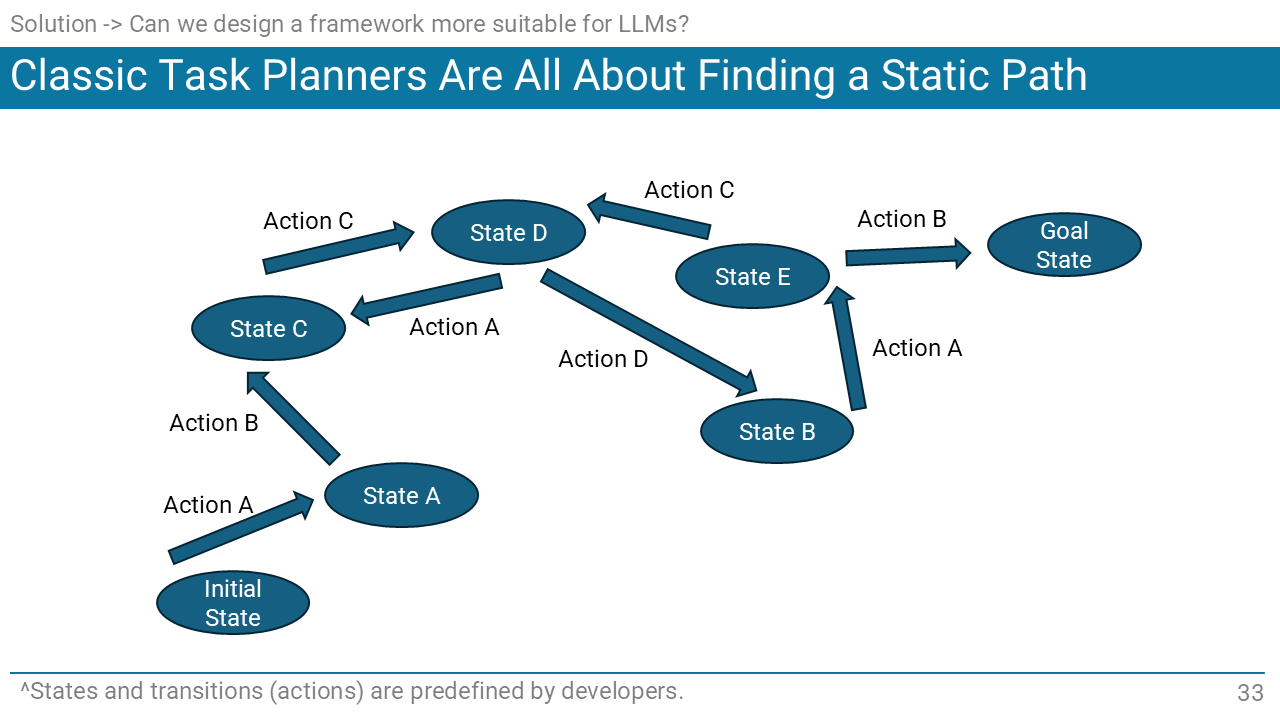 Solution -> Can we design a framework more suitable for LLMs?
Classic Task Planners Are All About Finding a Static Path
Action C
Action C
Action B
State D
Goal
State
State E
State C
Action A
Action D
Action A
Action B
State B
State A
Action A
Initial
State
^States and transitions (actions) are predefined by developers.
33